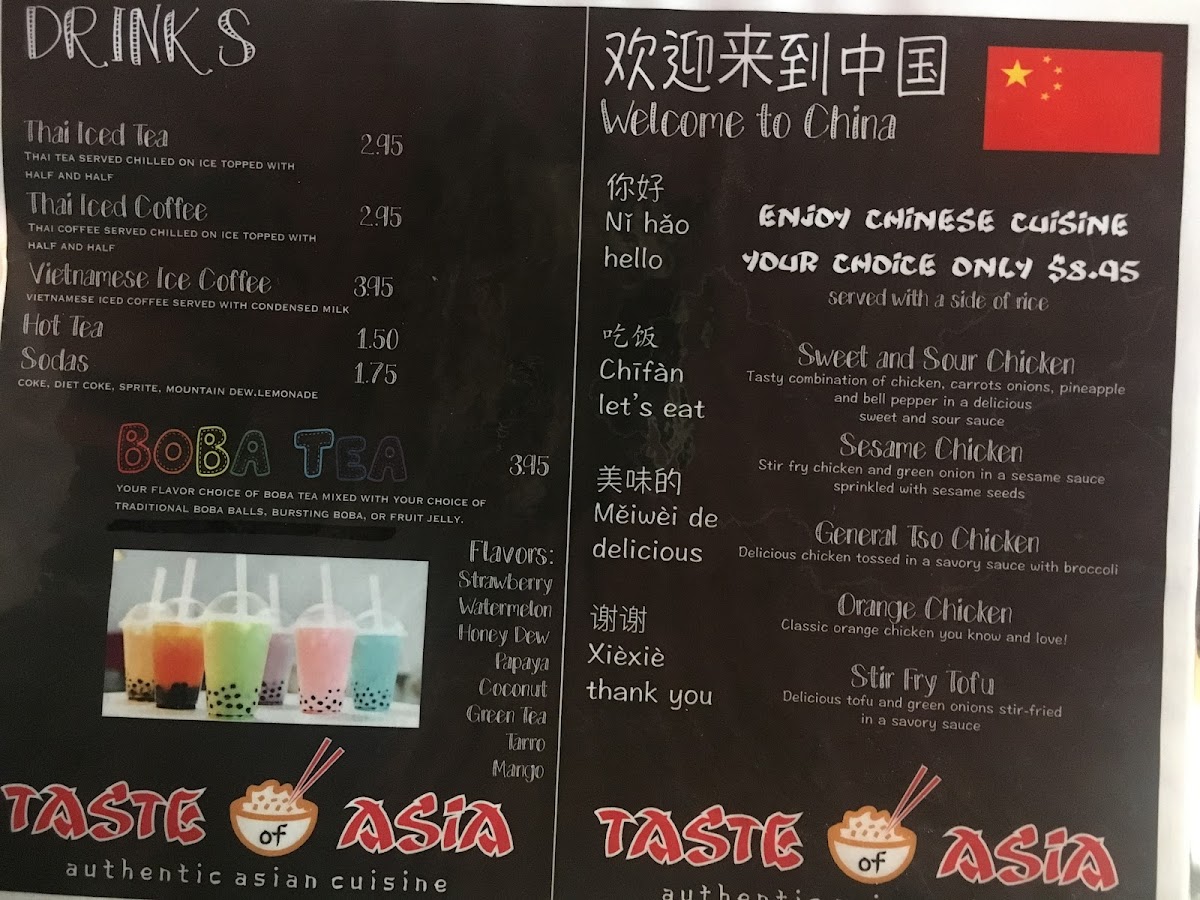 DRINKS
Thai Iced Tea 2.95
THAI TEA SERVED CHILLED ON ICE TOPPED WITH
HALF AND HALF
Thai Iced Coffee 2.95
THAI COFFEE SERVED CHILLED ON ICE TOPPED WITH
HALF AND HALF
Vietnamese Ice Coffee 3.95
VIETNAMESE ICED COFFEE SERVED WITH CONDENSED MILK
Hot Tea 1.50
Sodas 1.75
COKE, DIET COKE, SPRITE, MOUNTAIN DEW,LEMONADE
BOBA TEA 3.95
YOUR FLAVOR CHOICE OF BOBA TEA MIXED WITH YOUR CHOICE OF
TRADITIONAL BOBA BALLS, BURSTING BOBA, OR FRUIT JELLY.
Flavors:
Strawberry
Watermelon
Honey Dew
Papaya
Coconut
Green Tea
Tarro
Mango
TASTE of ASIA
authentic asian cuisine
欢迎来到中国
Welcome to China
你好
Nǐ hǎo
hello
吃饭
Chīfàn
let's eat
美味的
Měiwèi de
delicious
谢谢
Xièxiè
thank you
ENJOY CHINESE CUISINE
YOUR CHOICE ONLY $8.95
served with a side of rice
Sweet and Sour Chicken
Tasty combination of chicken, carrots onions, pineapple
and bell pepper in a delicious
sweet and sour sauce
Sesame Chicken
Stir fry chicken and green onion in a sesame sauce
sprinkled with sesame seeds
General Tso Chicken
Delicious chicken tossed in a savory sauce with broccoli
Orange Chicken
Classic orange chicken you know and love!
Stir Fry Tofu
Delicious tofu and green onions stir-fried
in a savory sauce
TASTE of ASIA